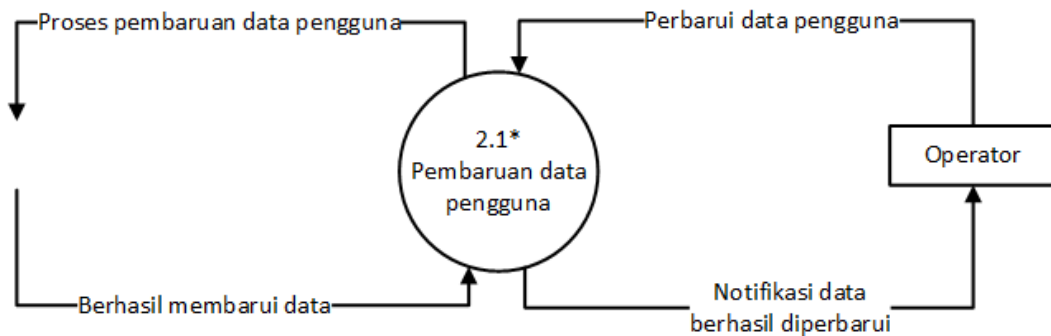 Proses pembaruan data pengguna
Perbarui data pengguna
2.1*
Pembaruan data
pengguna
Operator
Berhasil membarui data
Notifikasi data
berhasil diperbarui